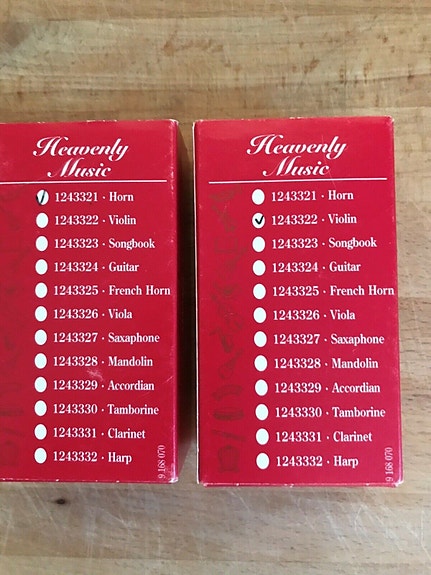 Heavenly
Music
1243321 · Horn
1243322 · Violin
1243323 · Songbook
1243324 · Guitar
1243325 · French Horn
1243326 · Viola
1243327 · Saxaphone
1243328 · Mandolin
1243329 · Accordian
1243330 · Tamborine
1243331 · Clarinet
1243332 · Harp
9 168 070
Heavenly
Music
1243321 · Horn
1243322 · Violin
1243323 · Songbook
1243324 · Guitar
1243325 · French Horn
1243326 · Viola
1243327 · Saxaphone
1243328 · Mandolin
1243329 · Accordian
1243330 · Tamborine
1243331 · Clarinet
1243332 · Harp
9 168 070